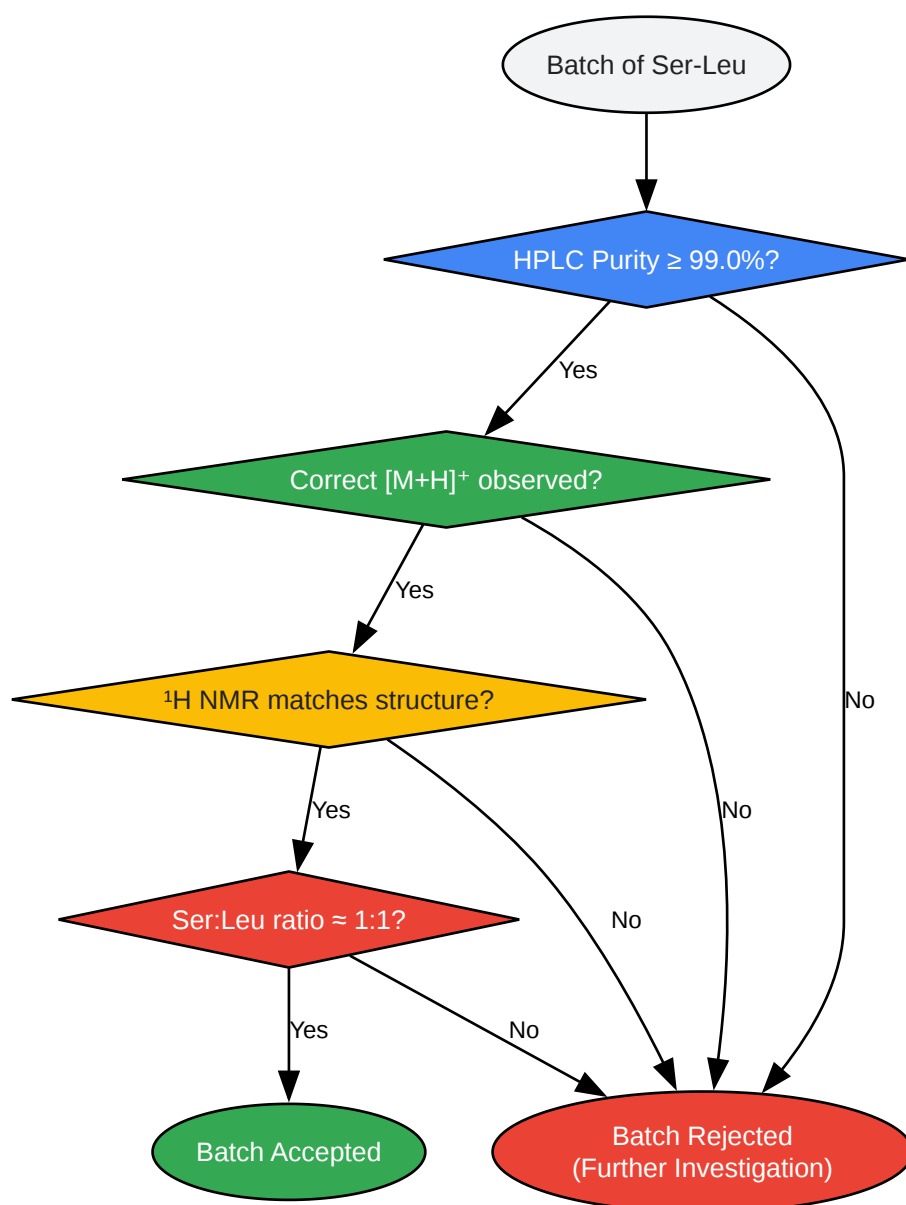 Batch of Ser-Leu
HPLC Purity ≥ 99.0%?
Yes
Correct [M+H]⁺ observed?
Yes
¹H NMR matches structure?
No
Yes
No
Ser:Leu ratio ≈ 1:1?
No
Yes
No
Batch Accepted
Batch Rejected
(Further Investigation)